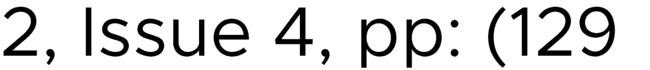 2, Issue 4, pp: (129